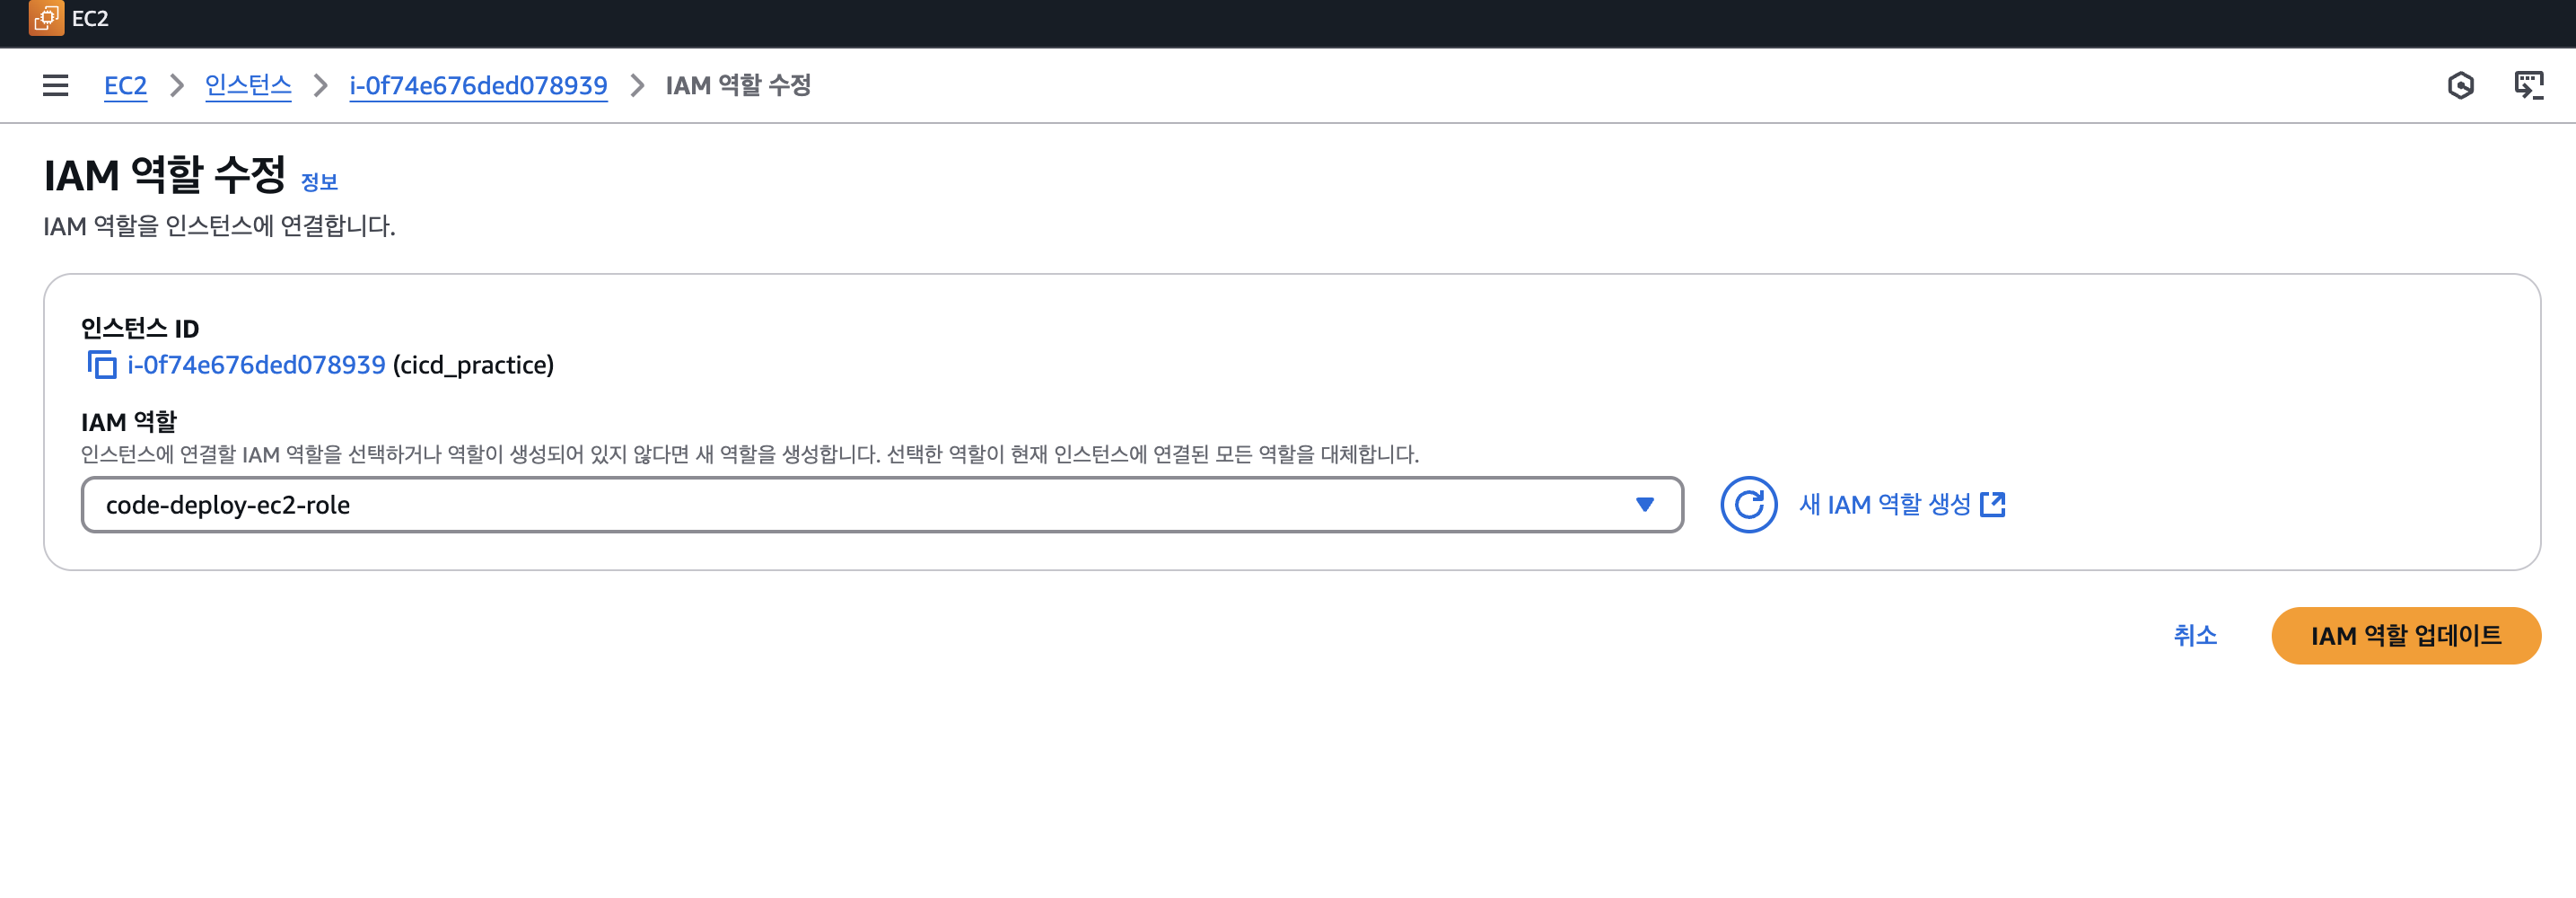 EC2
EC2 > 인스턴스 > i-0f74e676ded078939 > IAM 역할 수정
IAM 역할 수정 정보
IAM 역할을 인스턴스에 연결합니다.
인스턴스 ID
i-0f74e676ded078939 (cicd_practice)
IAM 역할
인스턴스에 연결할 IAM 역할을 선택하거나 역할이 생성되어 있지 않다면 새 역할을 생성합니다. 선택한 역할이 현재 인스턴스에 연결된 모든 역할을 대체합니다.
code-deploy-ec2-role 새 IAM 역할 생성
취소 IAM 역할 업데이트